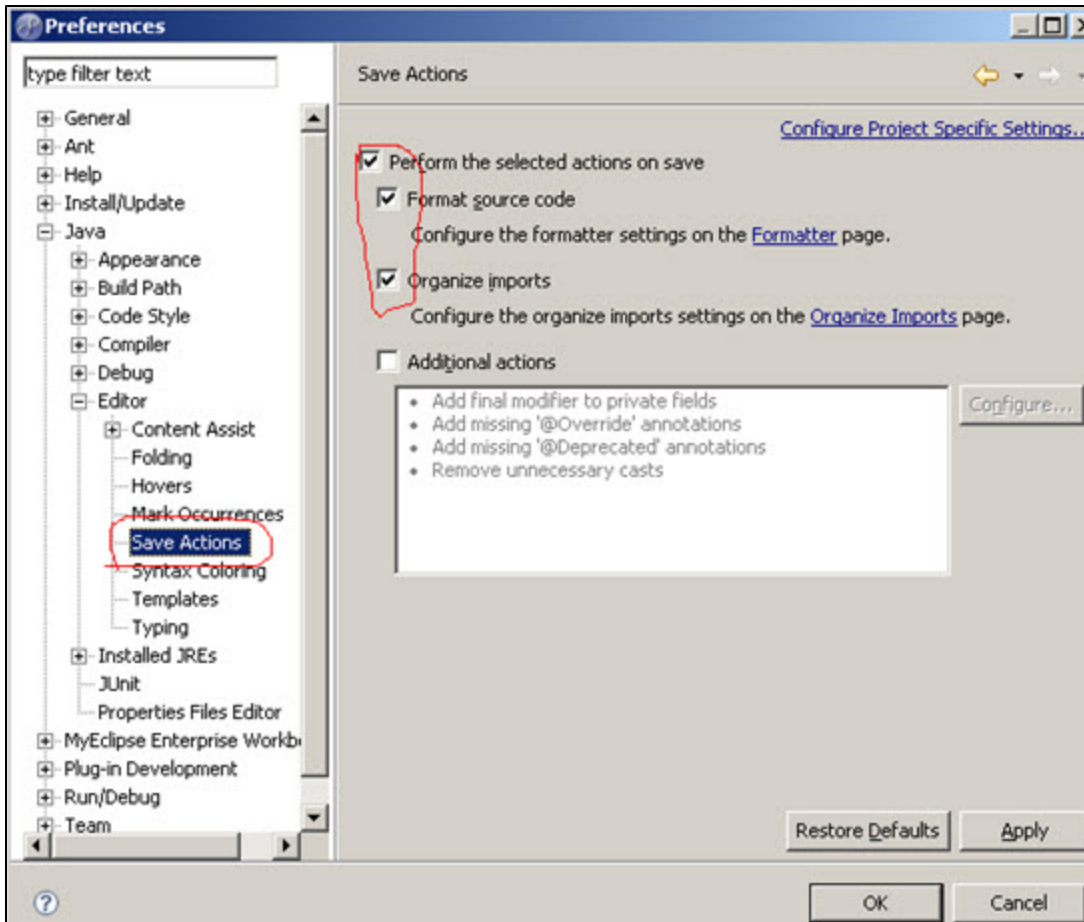 Preferences
type filter text
Save Actions
General
Ant
Help
Install/Update
Java
Appearance
Build Path
Code Style
Compiler
Debug
Editor
Content Assist
Folding
Hovers
Mark Occurrences
Save Actions
Syntax Coloring
Templates
Typing
Installed JREs
JUnit
Properties Files Editor
MyEclipse Enterprise Workb
Plug-in Development
Run/Debug
Team
Configure Project Specific Settings..
Perform the selected actions on save
Format source code
Configure the formatter settings on the Formatter page.
Organize imports
Configure the organize imports settings on the Organize Imports page.
Additional actions
• Add final modifier to private fields
• Add missing '@Override' annotations
• Add missing '@Deprecated' annotations
• Remove unnecessary casts
Configure...
Restore Defaults
Apply
?
OK
Cancel